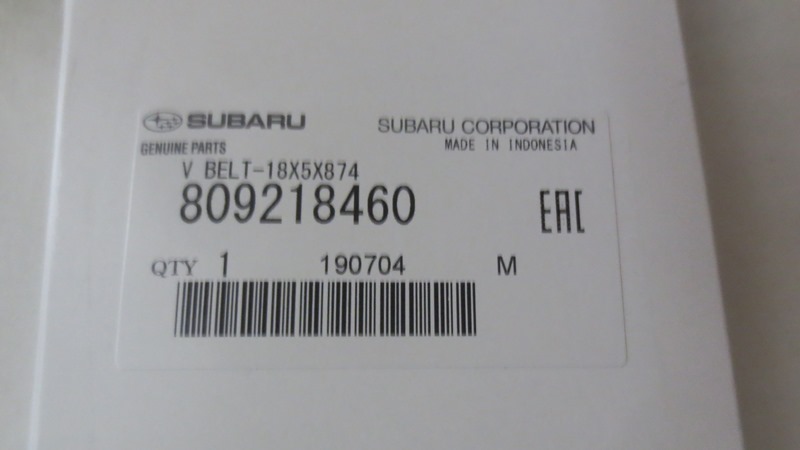 SUBARU
SUBARU CORPORATION
GENUINE PARTS
MADE IN INDONESIA
V BELT-18X5X874
809218460
EAC
QTY 1 190704 M